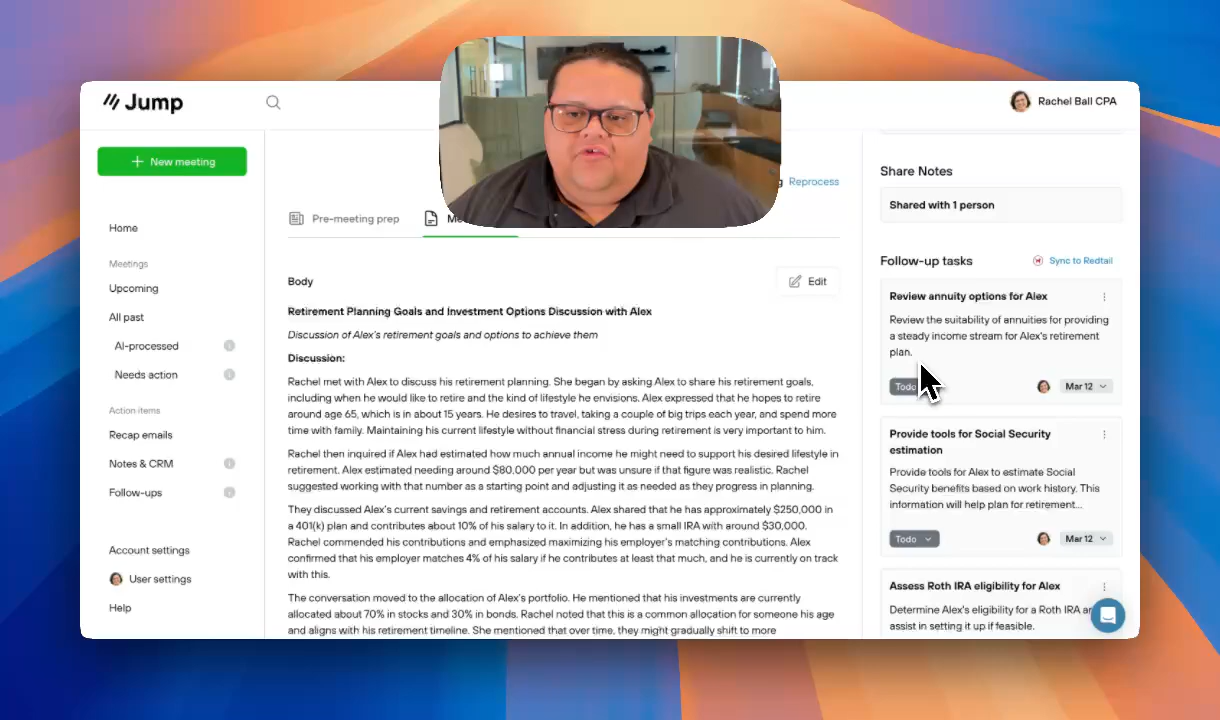 Jump
Rachel Ball CPA
New meeting
Home
Meetings
Upcoming
All past
AI-processed
Needs action
Action items
Recap emails
Notes & CRM
Follow-ups
Account settings
User settings
Help
Reprocess
Pre-meeting prep
Body
Edit
Retirement Planning Goals and Investment Options Discussion with Alex
Discussion of Alex's retirement goals and options to achieve them
Discussion:
Rachel met with Alex to discuss his retirement planning. She began by asking Alex to share his retirement goals,
including when he would like to retire and the kind of lifestyle he envisions. Alex expressed that he hopes to retire
around age 65, which is in about 15 years. He desires to travel, taking a couple of big trips each year, and spend more
time with family. Maintaining his current lifestyle without financial stress during retirement is very important to him.
Rachel then inquired if Alex had estimated how much annual income he might need to support his desired lifestyle in
retirement. Alex estimated needing around $80,000 per year but was unsure if that figure was realistic. Rachel
suggested working with that number as a starting point and adjusting it as needed as they progress in planning.
They discussed Alex's current savings and retirement accounts. Alex shared that he has approximately $250,000 in
a 401(k) plan and contributes about 10% of his salary to it. In addition, he has a small IRA with around $30,000.
Rachel commended his contributions and emphasized maximizing his employer's matching contributions. Alex
confirmed that his employer matches 4% of his salary if he contributes at least that much, and he is currently on track
with this.
The conversation moved to the allocation of Alex's portfolio. He mentioned that his investments are currently
allocated about 70% in stocks and 30% in bonds. Rachel noted that this is a common allocation for someone his age
and aligns with his retirement timeline. She mentioned that over time, they might gradually shift to more
Share Notes
Shared with 1 person
Follow-up tasks
Sync to Redtail
Review annuity options for Alex
Review the suitability of annuities for providing
a steady income stream for Alex's retirement
plan.
Todo
Mar 12
Provide tools for Social Security
estimation
Provide tools for Alex to estimate Social
Security benefits based on work history. This
information will help plan for retirement...
Todo
Mar 12
Assess Roth IRA eligibility for Alex
Determine Alex's eligibility for a Roth IRA
assist in setting it up if feasible.